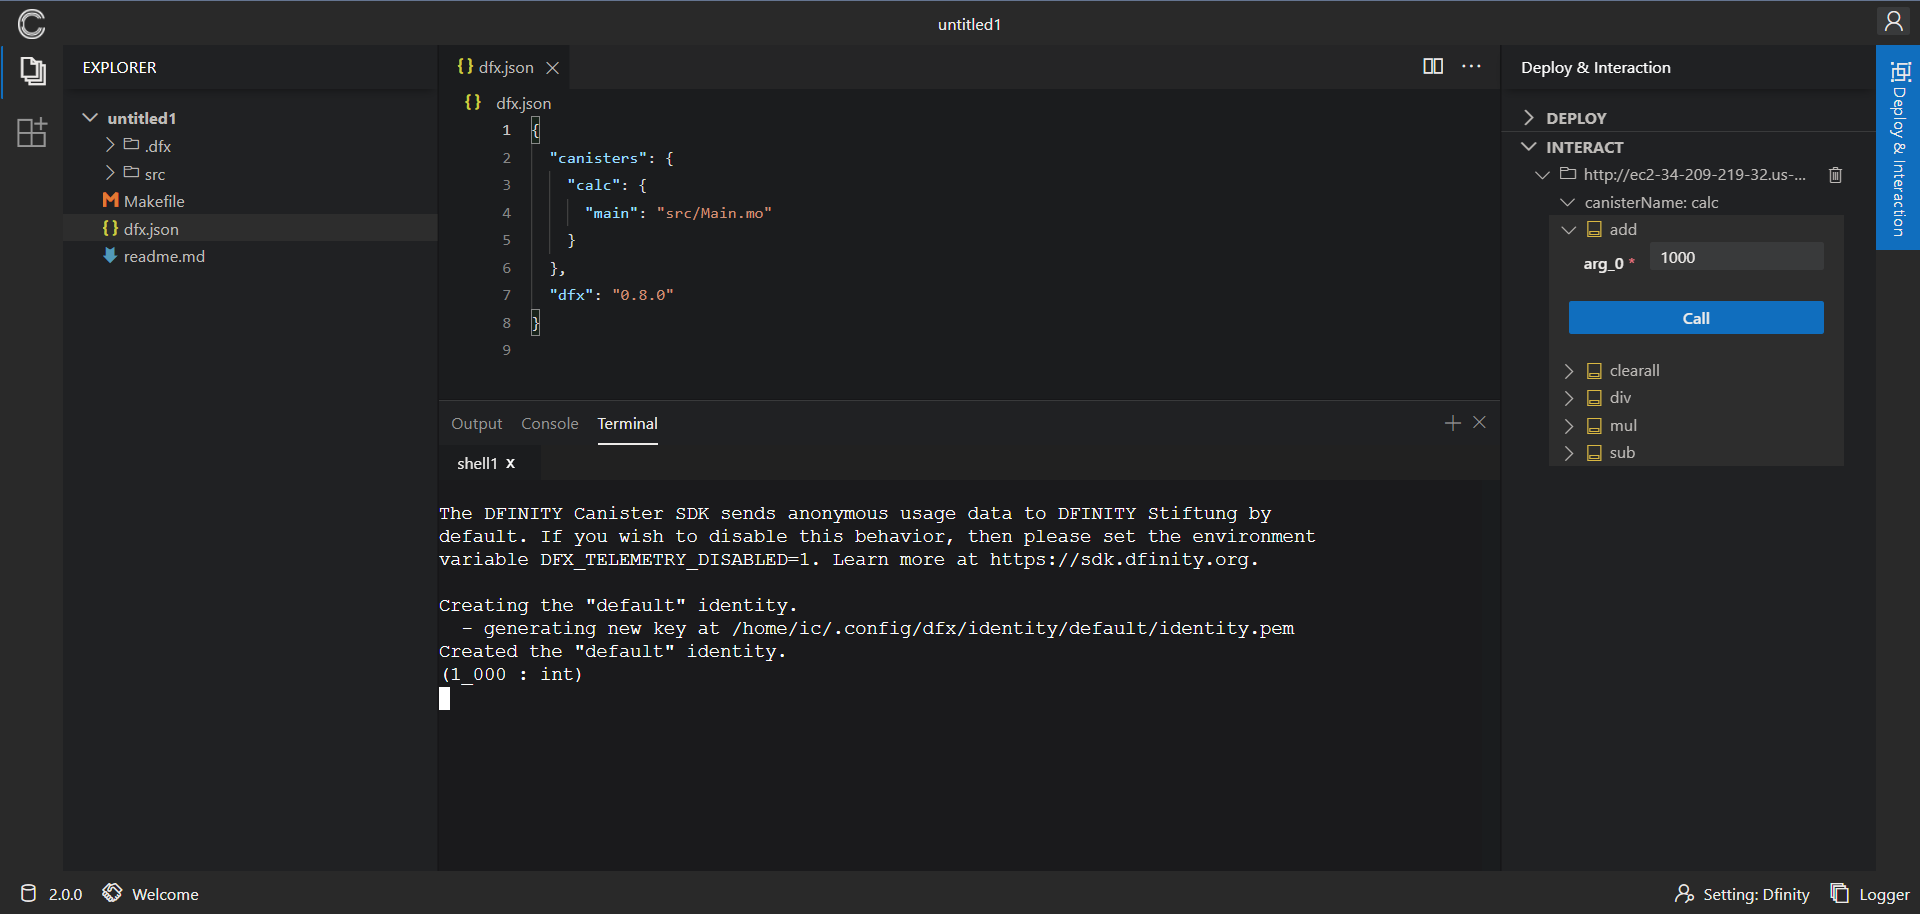 untitled1
EXPLORER
untitled1
.dfx
src
Makefile
{} dfx.json
readme.md
{} dfx.json
{} dfx.json
1 {
2 "canisters": {
3 "calc": {
4 "main": "src/Main.mo"
5 }
6 },
7 "dfx": "0.8.0"
8 }
9
Output Console Terminal
shell1 x
The DFINITY Canister SDK sends anonymous usage data to DFINITY Stiftung by
default. If you wish to disable this behavior, then please set the environment
variable DFX_TELEMETRY_DISABLED=1. Learn more at https://sdk.dfinity.org.
Creating the "default" identity.
- generating new key at /home/ic/.config/dfx/identity/default/identity.pem
Created the "default" identity.
(1_000 : int)
Deploy & Interaction
DEPLOY
INTERACT
http://ec2-34-209-219-32.us-...
canisterName: calc
add
arg_0 * 1000
Call
clearall
div
mul
sub
Deploy & Interaction
2.0.0 Welcome
Setting: Dfinity Logger